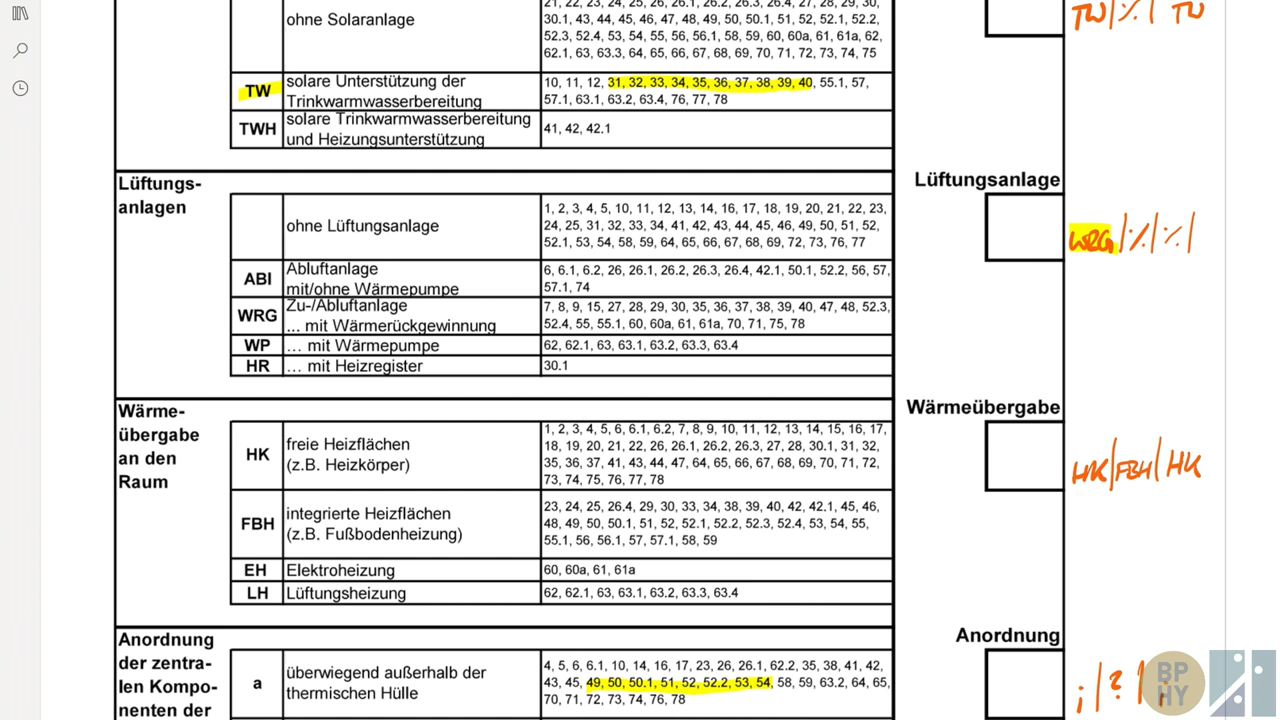 21, 22, 23, 24, 25, 26, 26.1, 26.2, 26.3, 26.4, 27, 28, 29, 30,
ohne Solaranlage
30.1, 43, 44, 45, 46, 47, 48, 49, 50, 50.1, 51, 52, 52.1, 52.2,
52.3, 52.4, 53, 54, 55, 56, 56.1, 58, 59, 60, 60a, 61, 61a, 62,
62.1, 63, 63.3, 64, 65, 66, 67, 68, 69, 70, 71, 72, 73, 74, 75
TW | ·/. | TW
TW
solare Unterstützung der
Trinkwarmwasserbereitung
10, 11, 12, 31, 32, 33, 34, 35, 36, 37, 38, 39, 40, 55.1, 57,
57.1, 63.1, 63.2, 63.4, 76, 77, 78
TWH
solare Trinkwarmwasserbereitung
und Heizungsunterstützung
41, 42, 42.1
Lüftungs-
anlagen
Lüftungsanlage
ohne Lüftungsanlage
1, 2, 3, 4, 5, 10, 11, 12, 13, 14, 16, 17, 18, 19, 20, 21, 22, 23,
24, 25, 31, 32, 33, 34, 41, 42, 43, 44, 45, 46, 49, 50, 51, 52,
52.1, 53, 54, 58, 59, 64, 65, 66, 67, 68, 69, 72, 73, 76, 77
WRG | ·/. | ·/. |
ABl
Abluftanlage
mit/ohne Wärmepumpe
6, 6.1, 6.2, 26, 26.1, 26.2, 26.3, 26.4, 42.1, 50.1, 52.2, 56, 57,
57.1, 74
WRG
Zu-/Abluftanlage
... mit Wärmerückgewinnung
7, 8, 9, 15, 27, 28, 29, 30, 35, 36, 37, 38, 39, 40, 47, 48, 52.3,
52.4, 55, 55.1, 60, 60a, 61, 61a, 70, 71, 75, 78
WP
... mit Wärmepumpe
62, 62.1, 63, 63.1, 63.2, 63.3, 63.4
HR
... mit Heizregister
30.1
Wärme-
übergabe
an den
Raum
Wärmeübergabe
HK
freie Heizflächen
(z.B. Heizkörper)
1, 2, 3, 4, 5, 6, 6.1, 6.2, 7, 8, 9, 10, 11, 12, 13, 14, 15, 16, 17,
18, 19, 20, 21, 22, 26, 26.1, 26.2, 26.3, 27, 28, 30.1, 31, 32,
35, 36, 37, 41, 43, 44, 47, 64, 65, 66, 67, 68, 69, 70, 71, 72,
73, 74, 75, 76, 77, 78
HK | FBH | HK
FBH
integrierte Heizflächen
(z.B. Fußbodenheizung)
23, 24, 25, 26.4, 29, 30, 33, 34, 38, 39, 40, 42, 42.1, 45, 46,
48, 49, 50, 50.1, 51, 52, 52.1, 52.2, 52.3, 52.4, 53, 54, 55,
55.1, 56, 56.1, 57, 57.1, 58, 59
EH
Elektroheizung
60, 60a, 61, 61a
LH
Lüftungsheizung
62, 62.1, 63, 63.1, 63.2, 63.3, 63.4
Anordnung
der zentra-
len Kompo-
nenten der
Anordnung
a
überwiegend außerhalb der
thermischen Hülle
4, 5, 6, 6.1, 10, 14, 16, 17, 23, 26, 26.1, 62.2, 35, 38, 41, 42,
43, 45, 49, 50, 50.1, 51, 52, 52.2, 53, 54, 58, 59, 63.2, 64, 65,
70, 71, 72, 73, 74, 76, 78
i | ? |
BP
HY